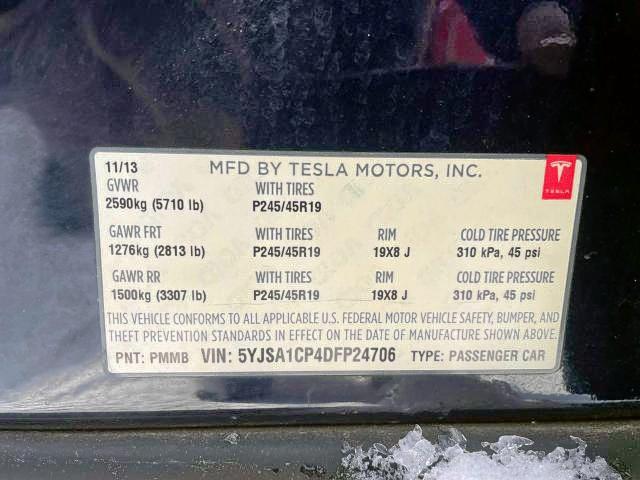 11/13 MFD BY TESLA MOTORS, INC.
TESLA
GVWR WITH TIRES
2590kg (5710 lb) P245/45R19
GAWR FRT WITH TIRES RIM COLD TIRE PRESSURE
1276kg (2813 lb) P245/45R19 19X8 J 310 kPa, 45 psi
GAWR RR WITH TIRES RIM COLD TIRE PRESSURE
1500kg (3307 lb) P245/45R19 19X8 J 310 kPa, 45 psi
THIS VEHICLE CONFORMS TO ALL APPLICABLE U.S. FEDERAL MOTOR VEHICLE SAFETY, BUMPER, AND
THEFT PREVENTION STANDARDS IN EFFECT ON THE DATE OF MANUFACTURE SHOWN ABOVE.
PNT: PMMB VIN: 5YJSA1CP4DFP24706 TYPE: PASSENGER CAR